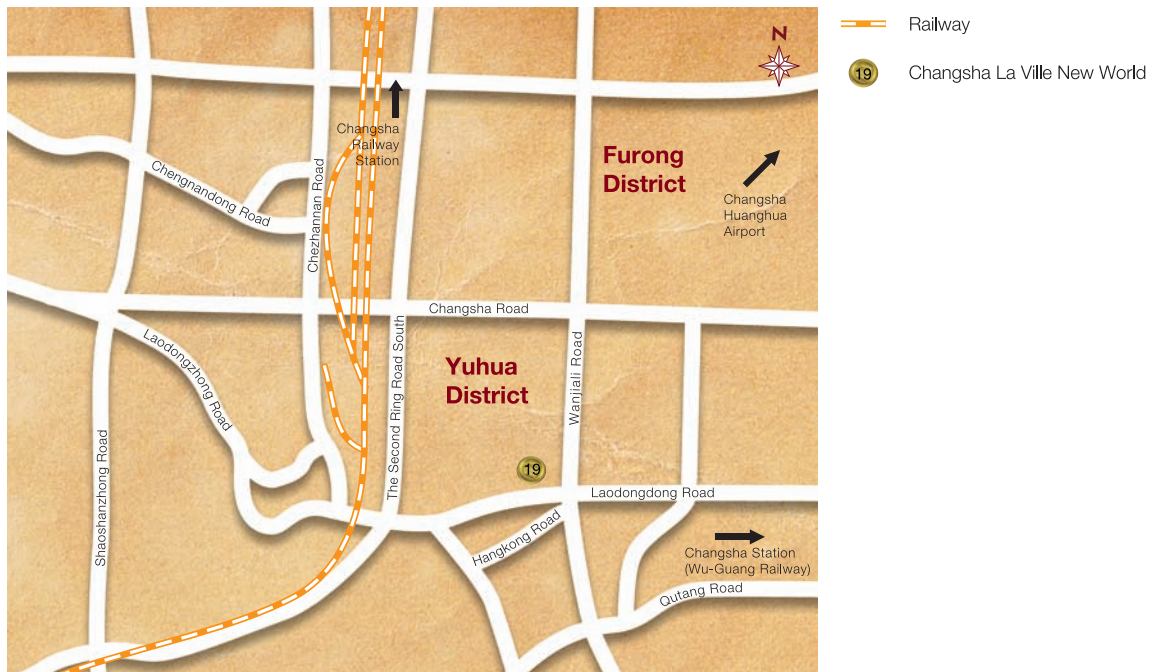 Railway
19
Changsha La Ville New World
N
Changsha
Railway
Station
Furong
District
Chengnandong Road
Chezhannan Road
Changsha
Huanghua
Airport
Changsha Road
Laodongzhong Road
The Second Ring Road South
Yuhua
District
Wanjiali Road
Shaoshanzhong Road
19
Laodongdong Road
Hangkong Road
Changsha Station
(Wu-Guang Railway)
Qutang Road